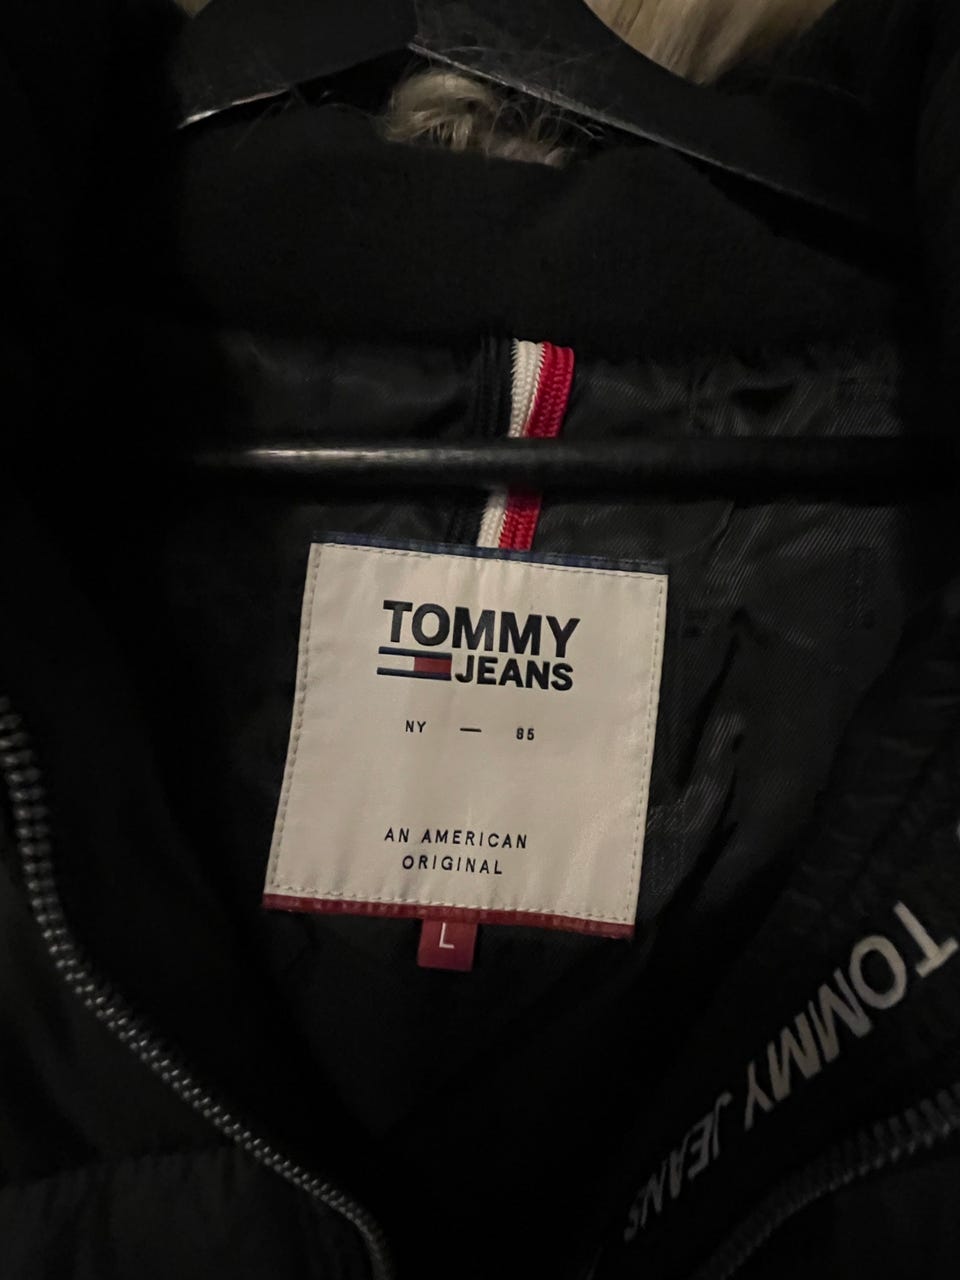 TOMMY
JEANS
NY — 85
AN AMERICAN
ORIGINAL
L
TOMMY JEANS